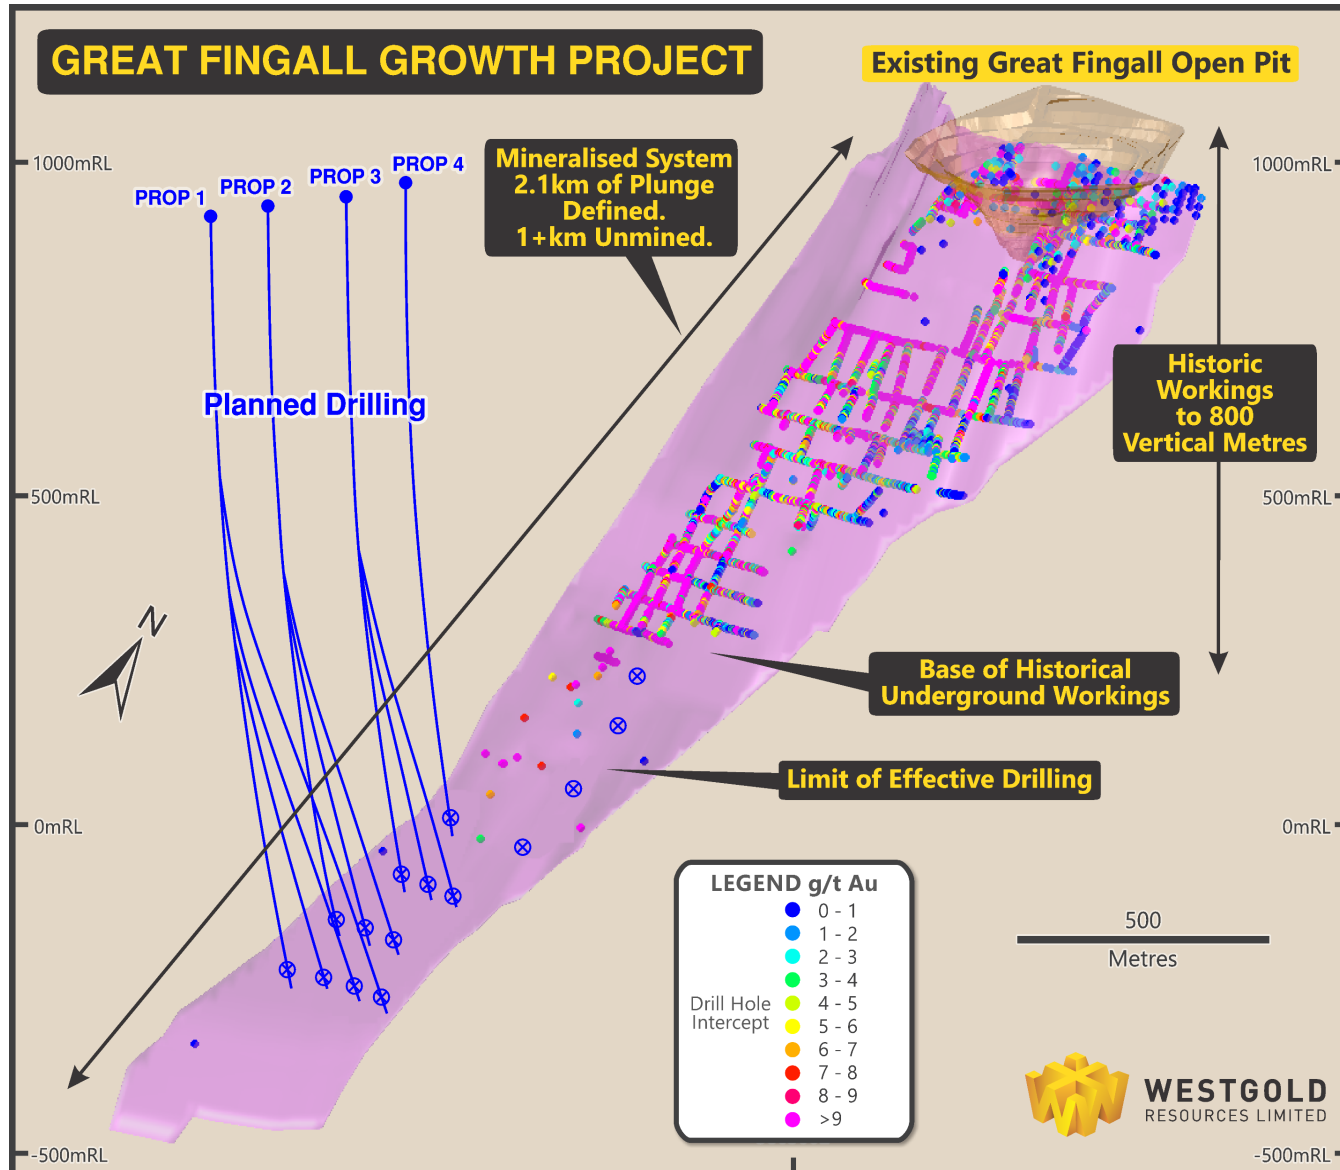 GREAT FINGALL GROWTH PROJECT
Existing Great Fingall Open Pit
1000mRL
1000mRL
PROP 1
PROP 2
PROP 3
PROP 4
Mineralised System
2.1km of Plunge
Defined.
1+km Unmined.
Planned Drilling
Historic
Workings
to 800
Vertical Metres
500mRL
500mRL
N
Base of Historical
Underground Workings
Limit of Effective Drilling
0mRL
0mRL
LEGEND g/t Au
Drill Hole
Intercept
0 - 1
1 - 2
2 - 3
3 - 4
4 - 5
5 - 6
6 - 7
7 - 8
8 - 9
>9
500
Metres
WESTGOLD
RESOURCES LIMITED
-500mRL
-500mRL